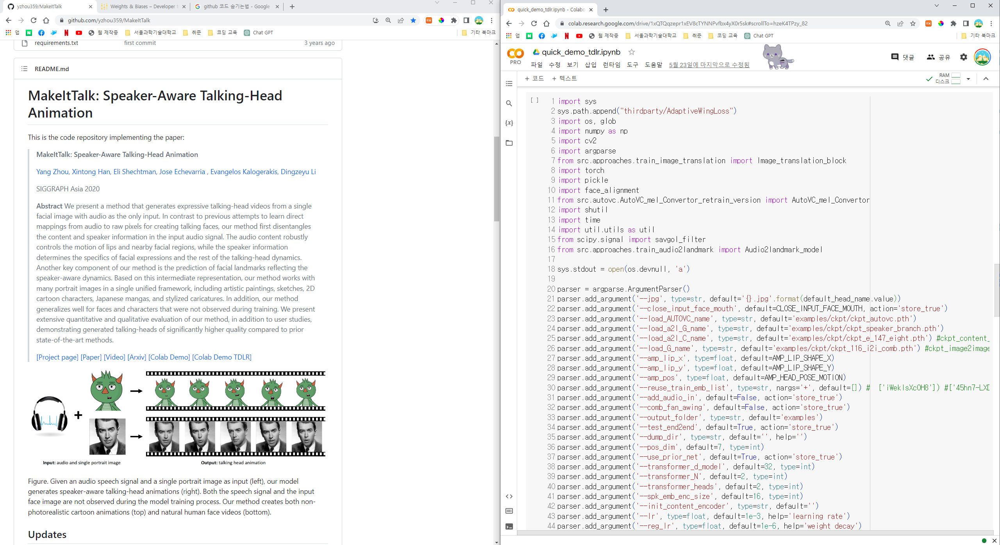 yzhou359/MakeItTalk
Weights & Biases – Developer t
github 코드 숨기는법 - Google
github.com/yzhou359/MakeItTalk
앱
웹 제작중
서울과학기술대학교
취준
코딩 교육
Chat GPT
기타 북마크
requirements.txt
first commit
3 years ago
README.md
MakeItTalk: Speaker-Aware Talking-Head
Animation
This is the code repository implementing the paper:
MakeItTalk: Speaker-Aware Talking-Head Animation
Yang Zhou, Xintong Han, Eli Shechtman, Jose Echevarria , Evangelos Kalogerakis, Dingzeyu Li
SIGGRAPH Asia 2020
Abstract We present a method that generates expressive talking-head videos from a single
facial image with audio as the only input. In contrast to previous attempts to learn direct
mappings from audio to raw pixels for creating talking faces, our method first disentangles
the content and speaker information in the input audio signal. The audio content robustly
controls the motion of lips and nearby facial regions, while the speaker information
determines the specifics of facial expressions and the rest of the talking-head dynamics.
Another key component of our method is the prediction of facial landmarks reflecting the
speaker-aware dynamics. Based on this intermediate representation, our method works with
many portrait images in a single unified framework, including artistic paintings, sketches, 2D
cartoon characters, Japanese mangas, and stylized caricatures. In addition, our method
generalizes well for faces and characters that were not observed during training. We present
extensive quantitative and qualitative evaluation of our method, in addition to user studies,
demonstrating generated talking-heads of significantly higher quality compared to prior
state-of-the-art methods.
[Project page] [Paper] [Video] [Arxiv] [Colab Demo] [Colab Demo TDLR]
Input: audio and single portrait image
Output: talking head animation
Figure. Given an audio speech signal and a single portrait image as input (left), our model
generates speaker-aware talking-head animations (right). Both the speech signal and the input
face image are not observed during the model training process. Our method creates both non-
photorealistic cartoon animations (top) and natural human face videos (bottom).
Updates
quick_demo_tdlr.ipynb - Colabo
colab.research.google.com/drive/1xQTQqzepr1xEV8cTYNNPvfbx4yX0r5sk#scrollTo=hzeK4TPzy_82
앱
웹 제작중
서울과학기술대학교
취준
코딩 교육
Chat GPT
기타 북마크
PRO
quick_demo_tdlr.ipynb
파일 수정 보기 삽입 런타임 도구 도움말 5월 23일에 마지막으로 수정됨
댓글
공유
+ 코드 + 텍스트
RAM
디스크
[ ]
1 import sys
2 sys.path.append("thirdparty/AdaptiveWingLoss")
3 import os, glob
4 import numpy as np
5 import cv2
6 import argparse
7 from src.approaches.train_image_translation import Image_translation_block
8 import torch
9 import pickle
10 import face_alignment
11 from src.autovc.AutoVC_mel_Convertor_retrain_version import AutoVC_mel_Convertor
12 import shutil
13 import time
14 import util.utils as util
15 from scipy.signal import savgol_filter
16 from src.approaches.train_audio2landmark import Audio2landmark_model
17
18 sys.stdout = open(os.devnull, 'a')
19
20 parser = argparse.ArgumentParser()
21 parser.add_argument('--jpg', type=str, default='{}.jpg'.format(default_head_name.value))
22 parser.add_argument('--close_input_face_mouth', default=CLOSE_INPUT_FACE_MOUTH, action='store_true')
23 parser.add_argument('--load_AUTOVC_name', type=str, default='examples/ckpt/ckpt_autovc.pth')
24 parser.add_argument('--load_a2l_G_name', type=str, default='examples/ckpt/ckpt_speaker_branch.pth')
25 parser.add_argument('--load_a2l_C_name', type=str, default='examples/ckpt/ckpt_e_147_eight.pth') #ckpt_content_
26 parser.add_argument('--load_G_name', type=str, default='examples/ckpt/ckpt_116_i2i_comb.pth') #ckpt_image2image
27 parser.add_argument('--amp_lip_x', type=float, default=AMP_LIP_SHAPE_X)
28 parser.add_argument('--amp_lip_y', type=float, default=AMP_LIP_SHAPE_Y)
29 parser.add_argument('--amp_pos', type=float, default=AMP_HEAD_POSE_MOTION)
30 parser.add_argument('--reuse_train_emb_list', type=str, nargs='+', default=[]) #  ['iWeklsXc0H8']) #['45hn7-LXD
31 parser.add_argument('--add_audio_in', default=False, action='store_true')
32 parser.add_argument('--comb_fan_awing', default=False, action='store_true')
33 parser.add_argument('--output_folder', type=str, default='examples')
34 parser.add_argument('--test_end2end', default=True, action='store_true')
35 parser.add_argument('--dump_dir', type=str, default='', help='')
36 parser.add_argument('--pos_dim', default=7, type=int)
37 parser.add_argument('--use_prior_net', default=True, action='store_true')
38 parser.add_argument('--transformer_d_model', default=32, type=int)
39 parser.add_argument('--transformer_N', default=2, type=int)
40 parser.add_argument('--transformer_heads', default=2, type=int)
41 parser.add_argument('--spk_emb_enc_size', default=16, type=int)
42 parser.add_argument('--init_content_encoder', type=str, default='')
43 parser.add_argument('--lr', type=float, default=1e-3, help='learning rate')
44 parser.add_argument('--reg_lr', type=float, default=1e-6, help='weight decay')